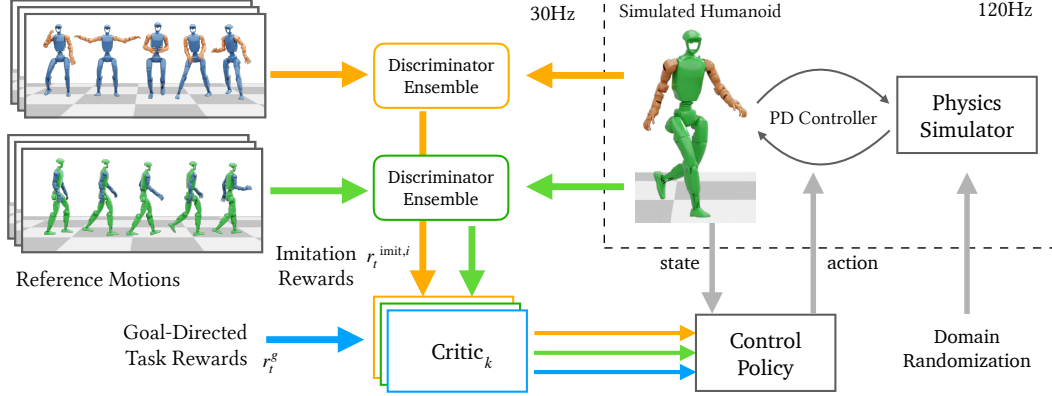 30Hz
Simulated Humanoid
120Hz
Discriminator
Ensemble
PD Controller
Physics
Simulator
Discriminator
Ensemble
Reference Motions
Imitation
Rewards r_t^{imit,i}
state
action
Goal-Directed
Task Rewards r_t^g
Critic_k
Control
Policy
Domain
Randomization